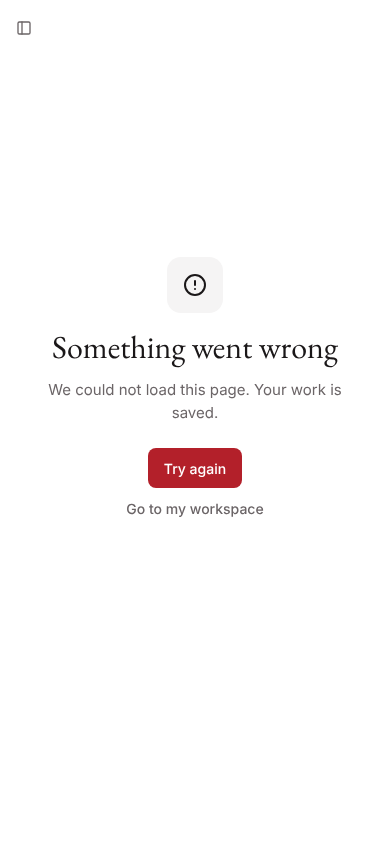 Something went wrong
We could not load this page. Your work is
saved.
Try again
Go to my workspace